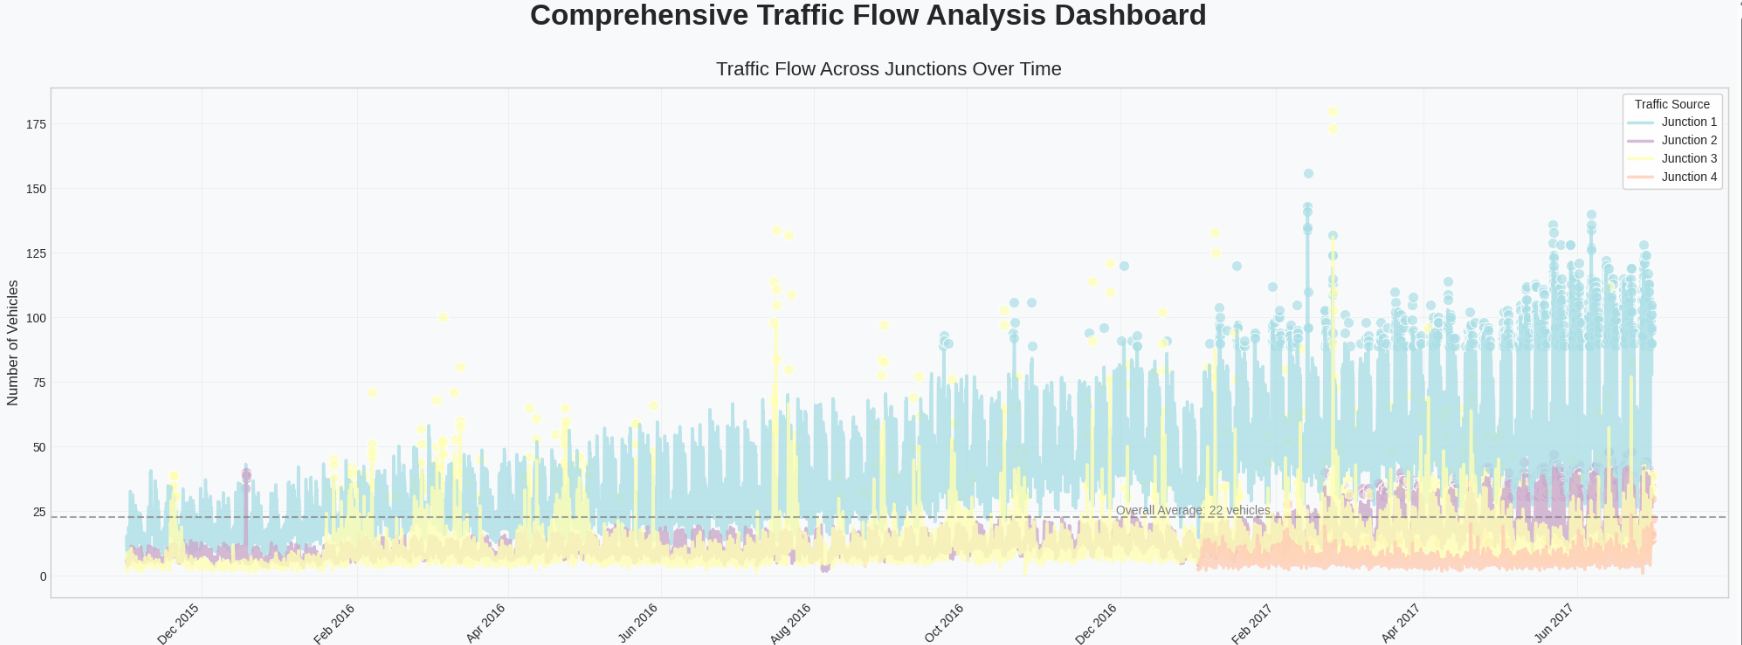 Comprehensive Traffic Flow Analysis Dashboard
Traffic Flow Across Junctions Over Time
Number of Vehicles
175
150
125
100
75
50
25
0
Traffic Source
Junction 1
Junction 2
Junction 3
Junction 4
Overall Average: 22 vehicles
Dec 2015
Feb 2016
Apr 2016
Jun 2016
Aug 2016
Oct 2016
Dec 2016
Feb 2017
Apr 2017
Jun 2017